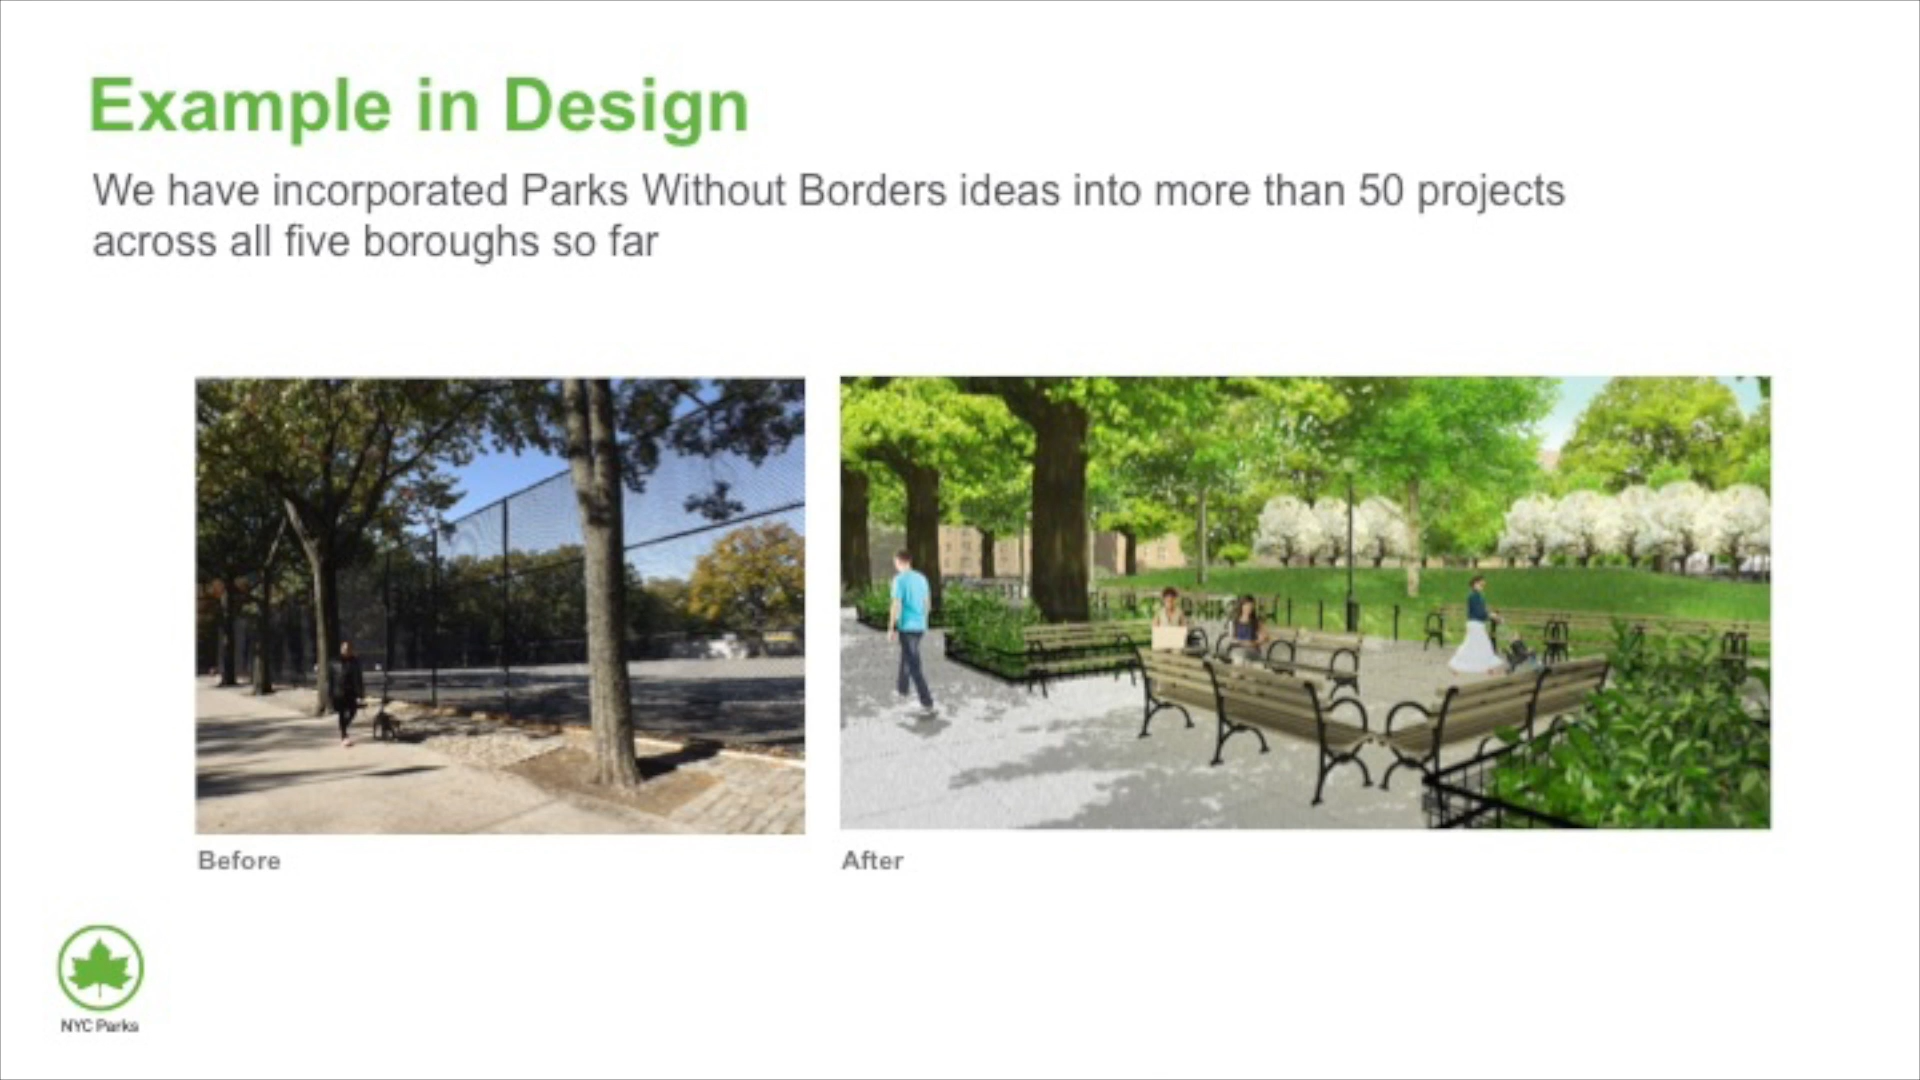 Example in Design
We have incorporated Parks Without Borders ideas into more than 50 projects
across all five boroughs so far
Before
After
NYC Parks